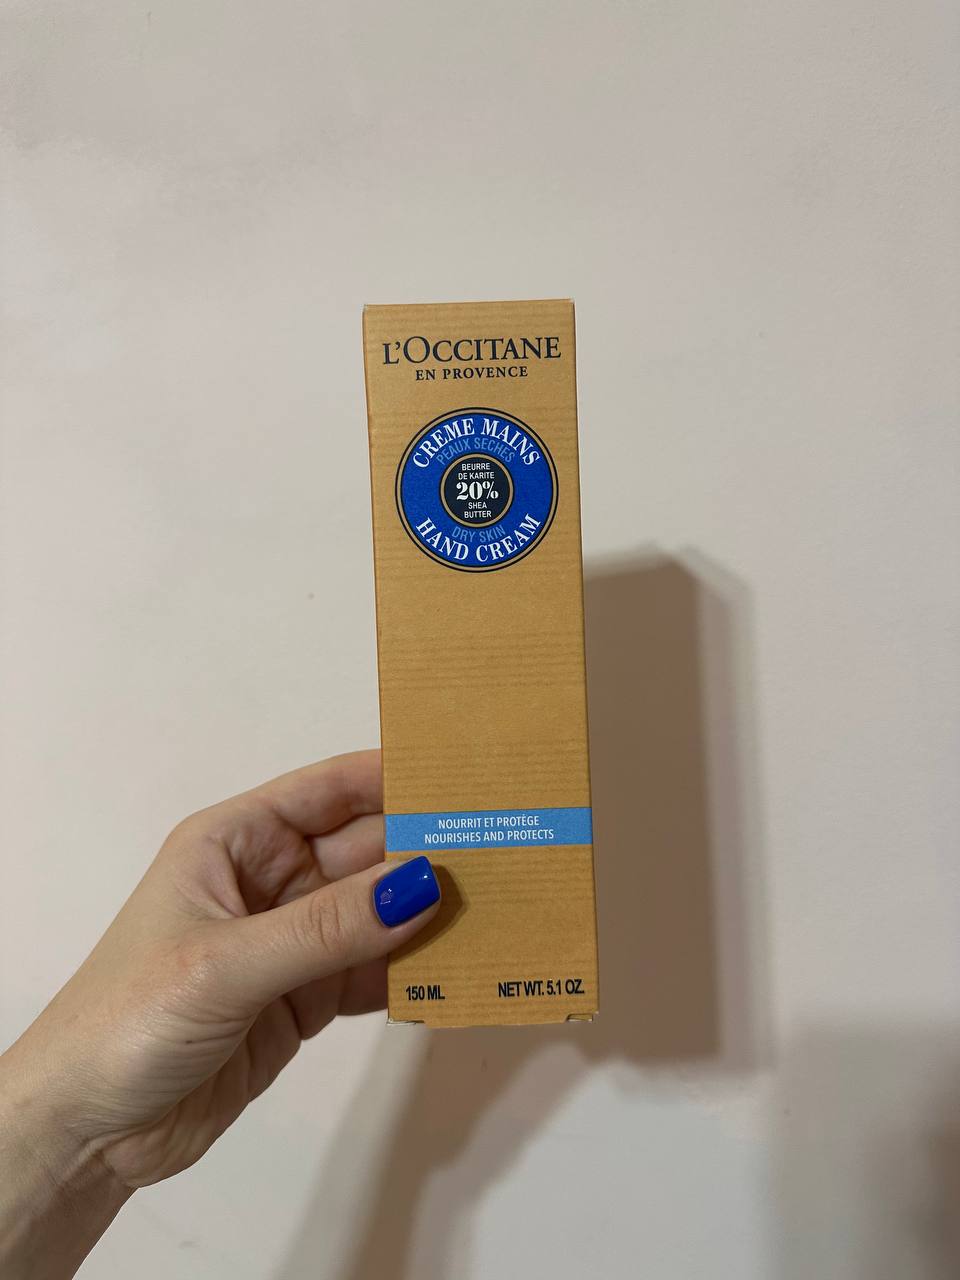 L'OCCITANE
EN PROVENCE
CREME MAINS
PEAUX SECHES
BEURRE
DE KARITE
20%
SHEA
BUTTER
DRY SKIN
HAND CREAM
NOURRIT ET PROTÈGE
NOURISHES AND PROTECTS
150 ML NET WT. 5.1 OZ.